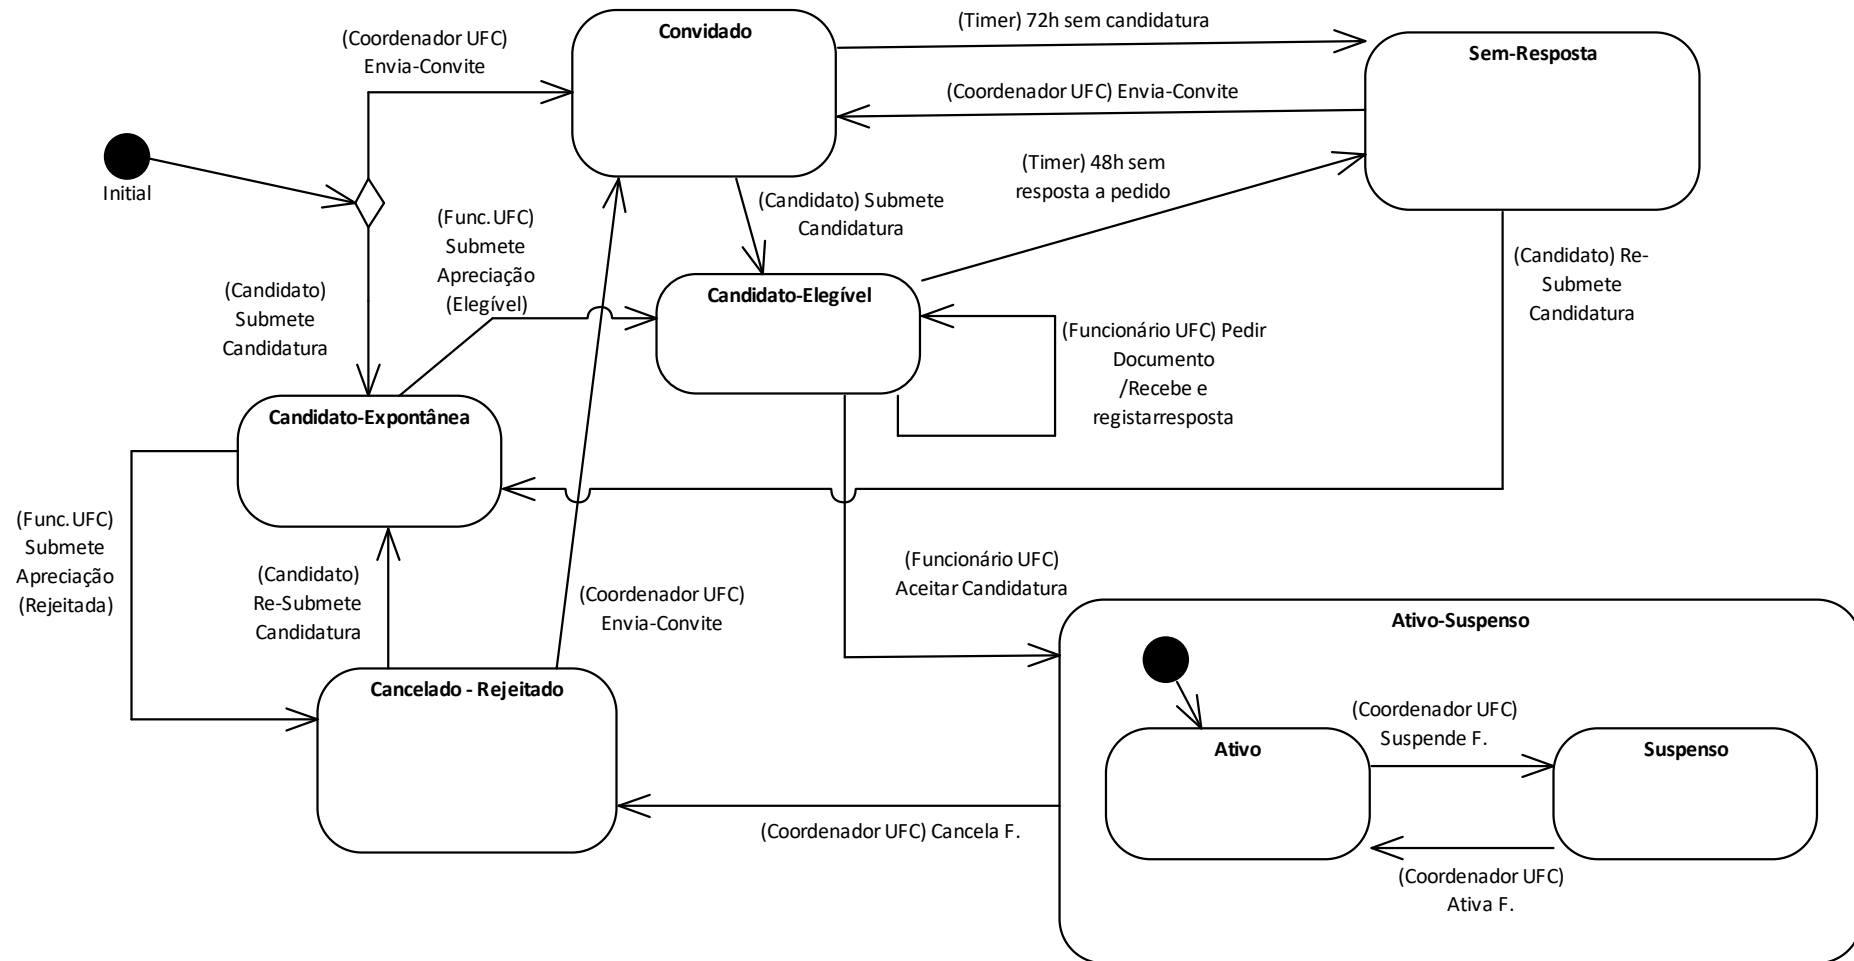 Convidado
(Timer) 72h sem candidatura
Sem-Resposta
(Coordenador UFC)
Envia-Convite
(Coordenador UFC) Envia-Convite
Initial
(Timer) 48h sem
resposta a pedido
(Candidato) Submete
Candidatura
(Func.UFC)
Submete
Apreciação
(Elegível)
(Candidato) Re-
Submete
Candidatura
(Candidato)
Submete
Candidatura
Candidato-Elegível
(Funcionário UFC) Pedir
Documento
/Recebe e
registarresposta
Candidato-Expontânea
(Func.UFC)
Submete
Apreciação
(Rejeitada)
(Candidato)
Re-Submete
Candidatura
(Coordenador UFC)
Envia-Convite
(Funcionário UFC)
Aceitar Candidatura
Ativo-Suspenso
Cancelado - Rejeitado
(Coordenador UFC)
Suspende F.
Ativo
Suspenso
(Coordenador UFC) Cancela F.
(Coordenador UFC)
Ativa F.